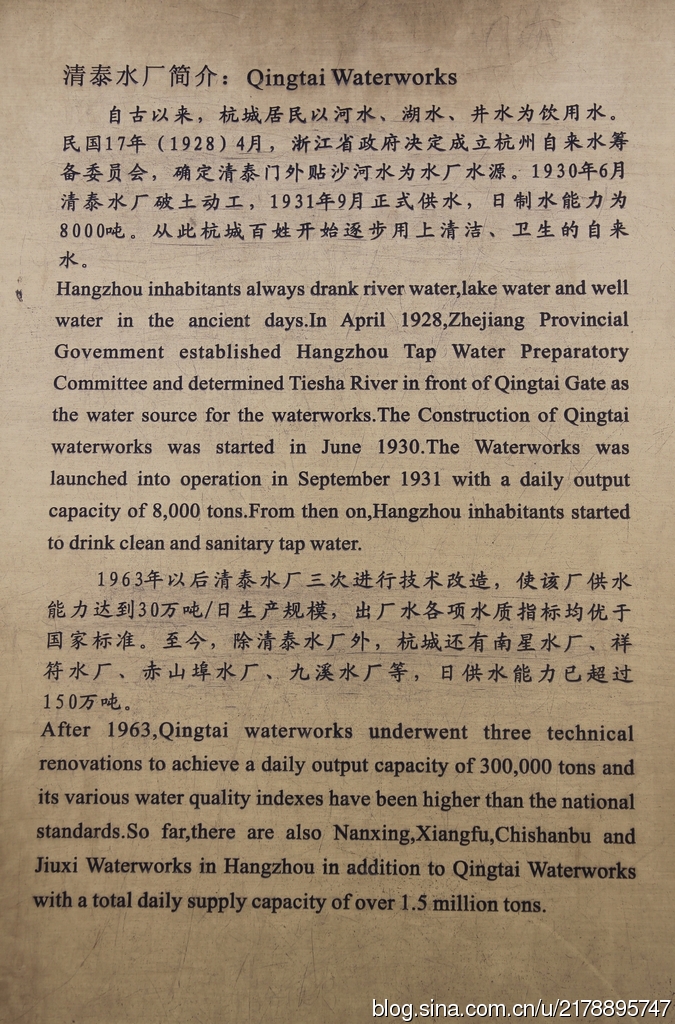 清泰水厂简介：Qingtai Waterworks
自古以来，杭城居民以河水、湖水、井水为饮用水。
民国17年（1928）4月，浙江省政府决定成立杭州自来水筹
备委员会，确定清泰门外贴沙河水为水厂水源。1930年6月
清泰水厂破土动工，1931年9月正式供水，日制水能力为
8000吨。从此杭城百姓开始逐步用上清洁、卫生的自来
水。
Hangzhou inhabitants always drank river water,lake water and well
water in the ancient days.In April 1928,Zhejiang Provincial
Govemment established Hangzhou Tap Water Preparatory
Committee and determined Tiesha River in front of Qingtai Gate as
the water source for the waterworks.The Construction of Qingtai
waterworks was started in June 1930.The Waterworks was
launched into operation in September 1931 with a daily output
capacity of 8,000 tons.From then on,Hangzhou inhabitants started
to drink clean and sanitary tap water.
1963年以后清泰水厂三次进行技术改造，使该厂供水
能力达到30万吨/日生产规模，出厂水各项水质指标均优于
国家标准。至今，除清泰水厂外，杭城还有南星水厂、祥
符水厂、赤山埠水厂、九溪水厂等，日供水能力已超过
150万吨。
After 1963,Qingtai waterworks underwent three technical
renovations to achieve a daily output capacity of 300,000 tons and
its various water quality indexes have been higher than the national
standards.So far,there are also Nanxing,Xiangfu,Chishanbu and
Jiuxi Waterworks in Hangzhou in addition to Qingtai Waterworks
with a total daily supply capacity of over 1.5 million tons.
blog.sina.com.cn/u/2178895747